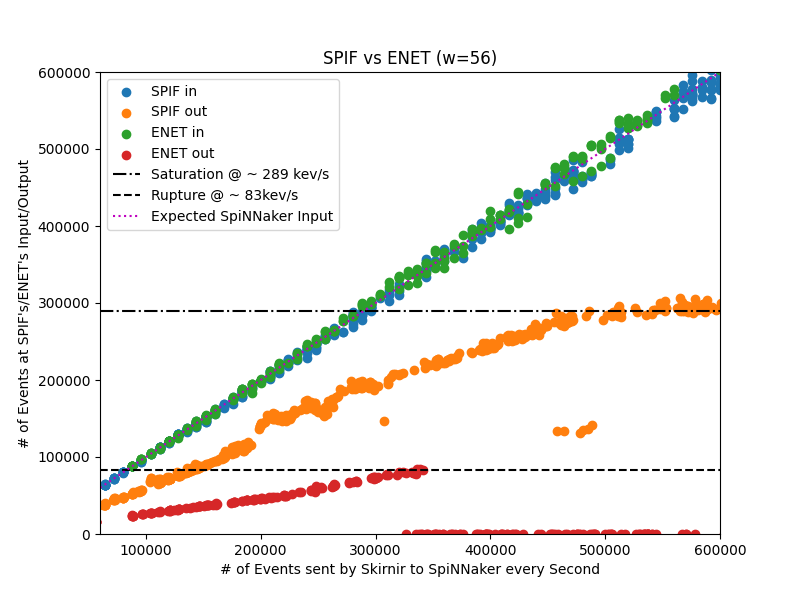 SPIF vs ENET (w=56)
600000
500000
400000
300000
200000
100000
0
# of Events at SPIF's/ENET's Input/Output
SPIF in
SPIF out
ENET in
ENET out
Saturation @ ~ 289 kev/s
Rupture @ ~ 83kev/s
Expected SpiNNaker Input
100000 200000 300000 400000 500000 600000
# of Events sent by Skirnir to SpiNNaker every Second